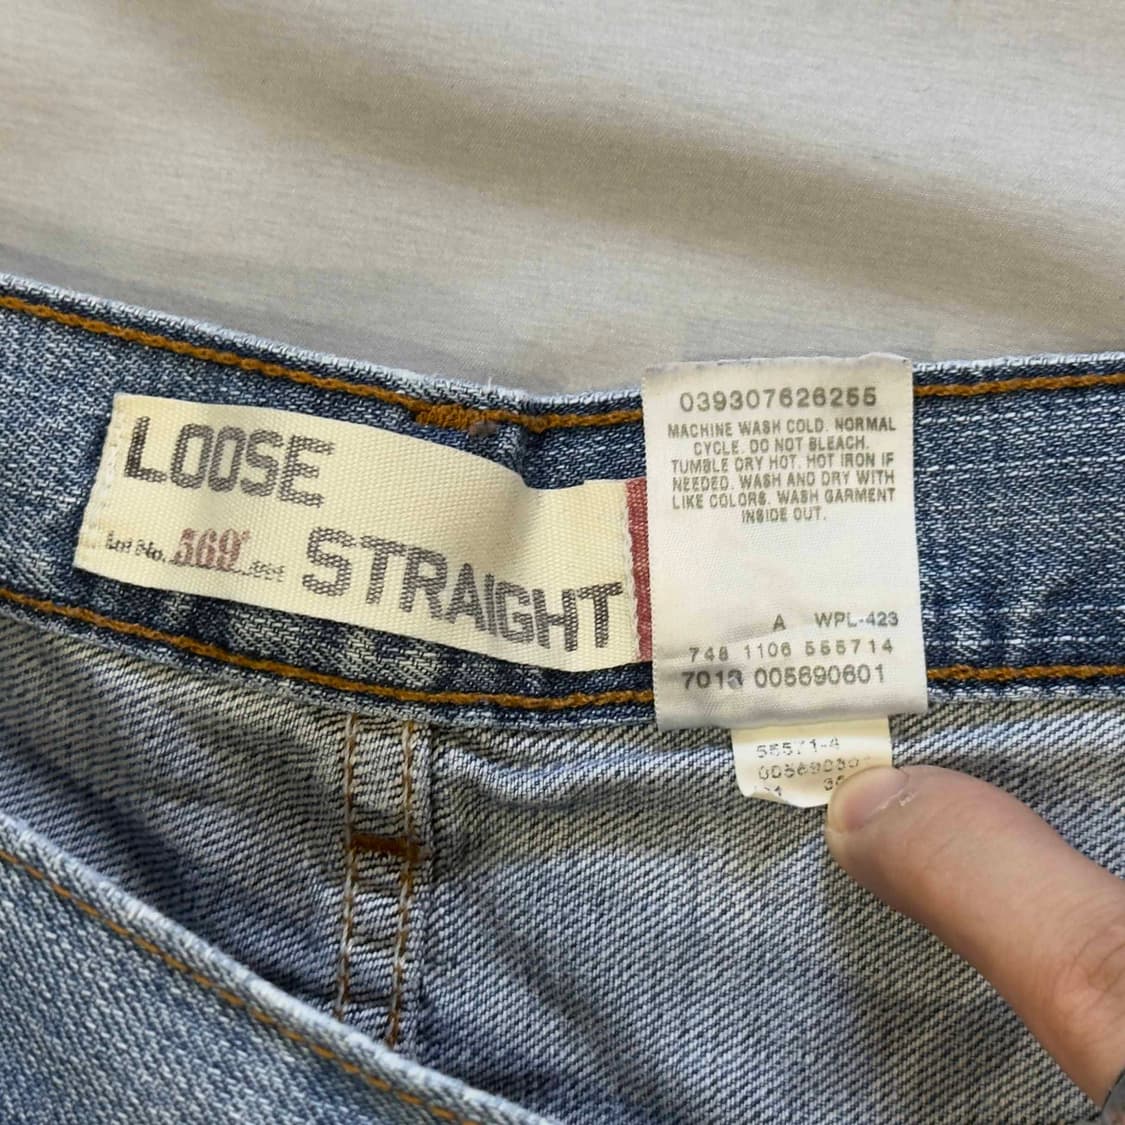 LOOSE
Lot No. 569
STRAIGHT
039307626255
MACHINE WASH COLD. NORMAL
CYCLE. DO NOT BLEACH.
TUMBLE DRY HOT. HOT IRON IF
NEEDED. WASH AND DRY WITH
LIKE COLORS. WASH GARMENT
INSIDE OUT.
A WPL-423
748 1106 555714
005690601